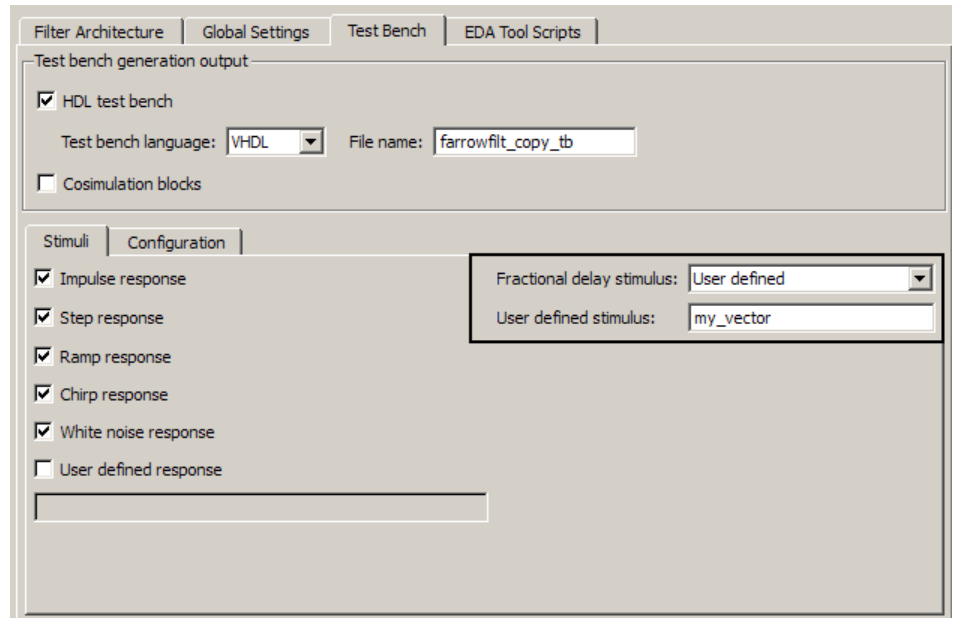 Filter Architecture Global Settings Test Bench EDA Tool Scripts
Test bench generation output
HDL test bench
Test bench language: VHDL File name: farrowfilt_copy_tb
Cosimulation blocks
Stimuli Configuration
Impulse response Fractional delay stimulus: User defined
Step response User defined stimulus: my_vector
Ramp response
Chirp response
White noise response
User defined response